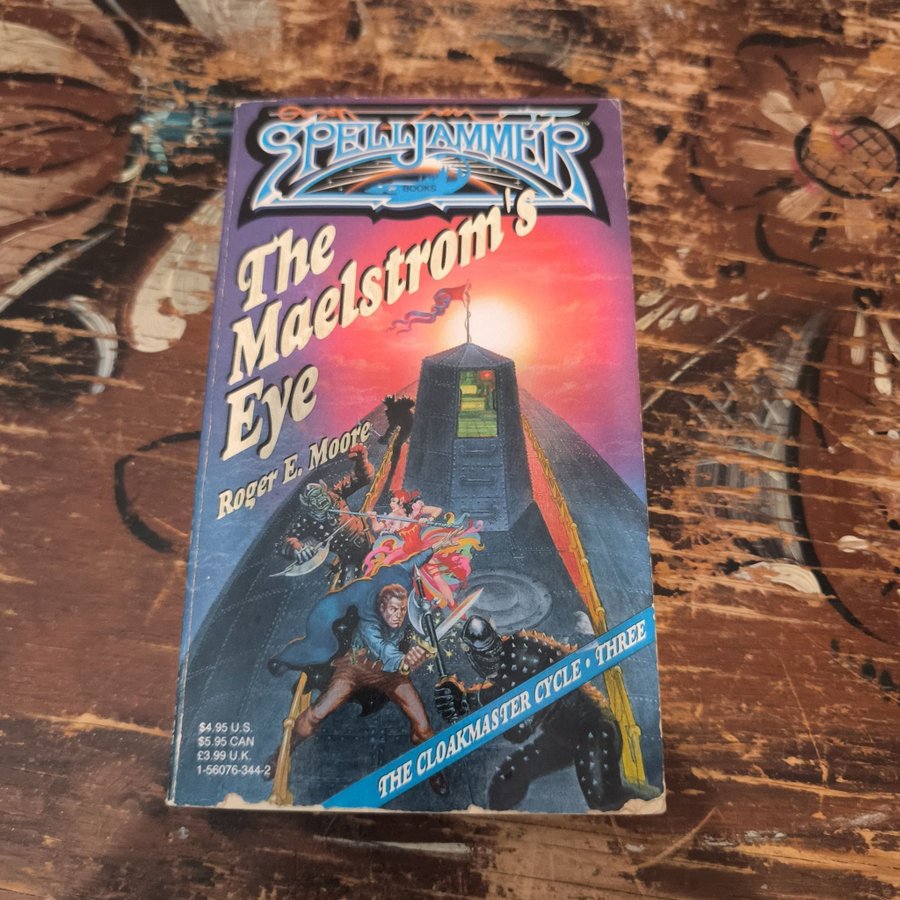 SPELLJAMMER™
BOOKS
The
Maelstrom's
Eye
Roger E. Moore
THE CLOAKMASTER CYCLE • THREE
$4.95 U.S.
$5.95 CAN
£3.99 U.K.
1-56076-344-2